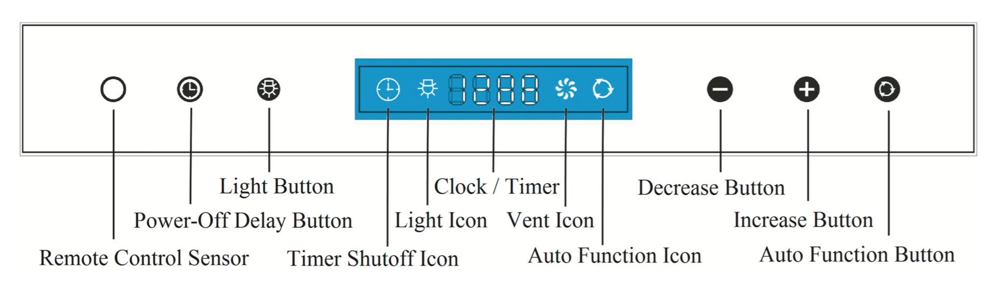 Light Button
Clock / Timer
Decrease Button
Power-Off Delay Button
Light Icon
Vent Icon
Increase Button
Remote Control Sensor
Timer Shutoff Icon
Auto Function Icon
Auto Function Button